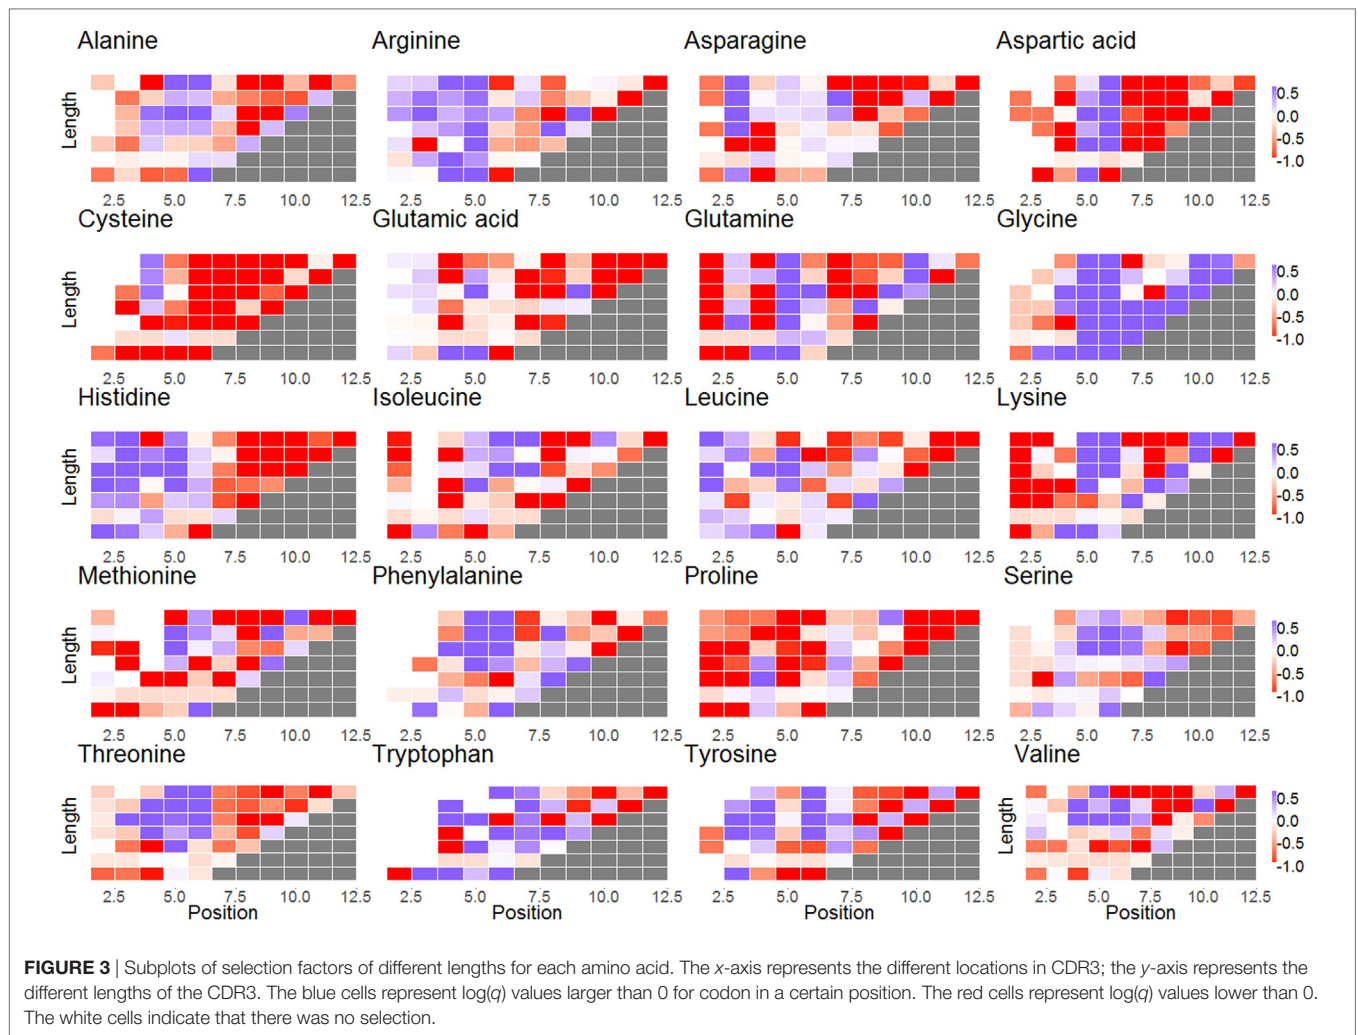 Alanine Arginine Asparagine Aspartic acid
Length
0.5
0.0
-0.5
-1.0
2.5 5.0 7.5 10.0 12.5 2.5 5.0 7.5 10.0 12.5 2.5 5.0 7.5 10.0 12.5 2.5 5.0 7.5 10.0 12.5
Cysteine Glutamic acid Glutamine Glycine
Length
0.5
0.0
-0.5
-1.0
2.5 5.0 7.5 10.0 12.5 2.5 5.0 7.5 10.0 12.5 2.5 5.0 7.5 10.0 12.5 2.5 5.0 7.5 10.0 12.5
Histidine Isoleucine Leucine Lysine
Length
0.5
0.0
-0.5
-1.0
2.5 5.0 7.5 10.0 12.5 2.5 5.0 7.5 10.0 12.5 2.5 5.0 7.5 10.0 12.5 2.5 5.0 7.5 10.0 12.5
Methionine Phenylalanine Proline Serine
Length
0.5
0.0
-0.5
-1.0
2.5 5.0 7.5 10.0 12.5 2.5 5.0 7.5 10.0 12.5 2.5 5.0 7.5 10.0 12.5 2.5 5.0 7.5 10.0 12.5
Threonine Tryptophan Tyrosine Valine
Length Length
0.5
0.0
-0.5
-1.0
2.5 5.0 7.5 10.0 12.5 2.5 5.0 7.5 10.0 12.5 2.5 5.0 7.5 10.0 12.5 2.5 5.0 7.5 10.0 12.5
Position Position Position Position
FIGURE 3 | Subplots of selection factors of different lengths for each amino acid. The x-axis represents the different locations in CDR3; the y-axis represents the
different lengths of the CDR3. The blue cells represent log(q) values larger than 0 for codon in a certain position. The red cells represent log(q) values lower than 0.
The white cells indicate that there was no selection.